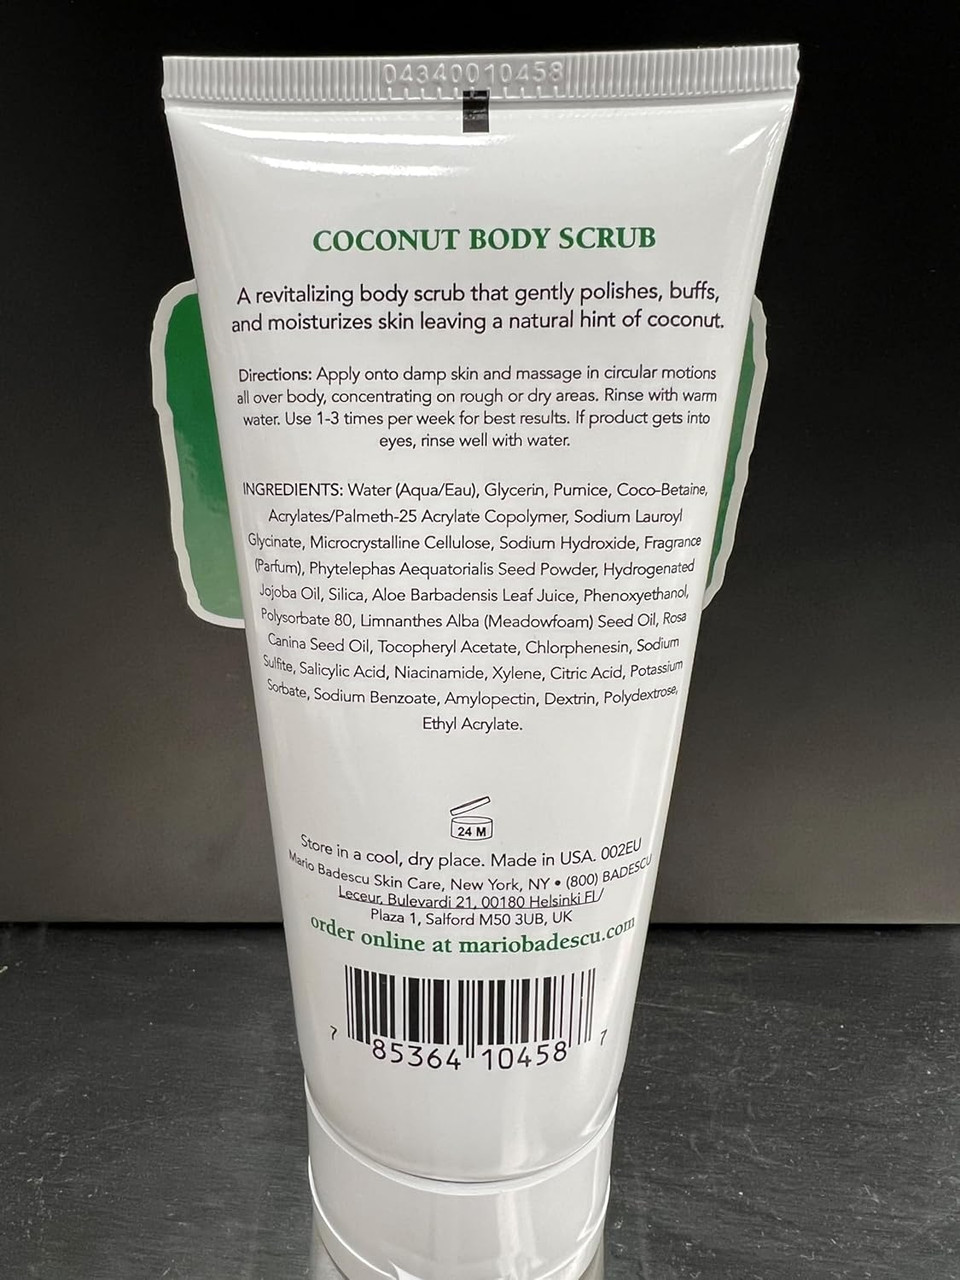 04340010458
COCONUT BODY SCRUB
A revitalizing body scrub that gently polishes, buffs,
and moisturizes skin leaving a natural hint of coconut.
Directions: Apply onto damp skin and massage in circular motions
all over body, concentrating on rough or dry areas. Rinse with warm
water. Use 1-3 times per week for best results. If product gets into
eyes, rinse well with water.
INGREDIENTS: Water (Aqua/Eau), Glycerin, Pumice, Coco-Betaine,
Acrylates/Palmeth-25 Acrylate Copolymer, Sodium Lauroyl
Glycinate, Microcrystalline Cellulose, Sodium Hydroxide, Fragrance
(Parfum), Phytelephas Aequatorialis Seed Powder, Hydrogenated
Jojoba Oil, Silica, Aloe Barbadensis Leaf Juice, Phenoxyethanol,
Polysorbate 80, Limnanthes Alba (Meadowfoam) Seed Oil, Rosa
Canina Seed Oil, Tocopheryl Acetate, Chlorphenesin, Sodium
Sulfite, Salicylic Acid, Niacinamide, Xylene, Citric Acid, Potassium
Sorbate, Sodium Benzoate, Amylopectin, Dextrin, Polydextrose,
Ethyl Acrylate.
24 M
Store in a cool, dry place. Made in USA. 002EU
Mario Badescu Skin Care, New York, NY • (800) BADESCU
Leceur, Bulevardi 21, 00180 Helsinki FL/
Plaza 1, Salford M50 3UB, UK
order online at mariobadescu.com
7 85364 10458 7